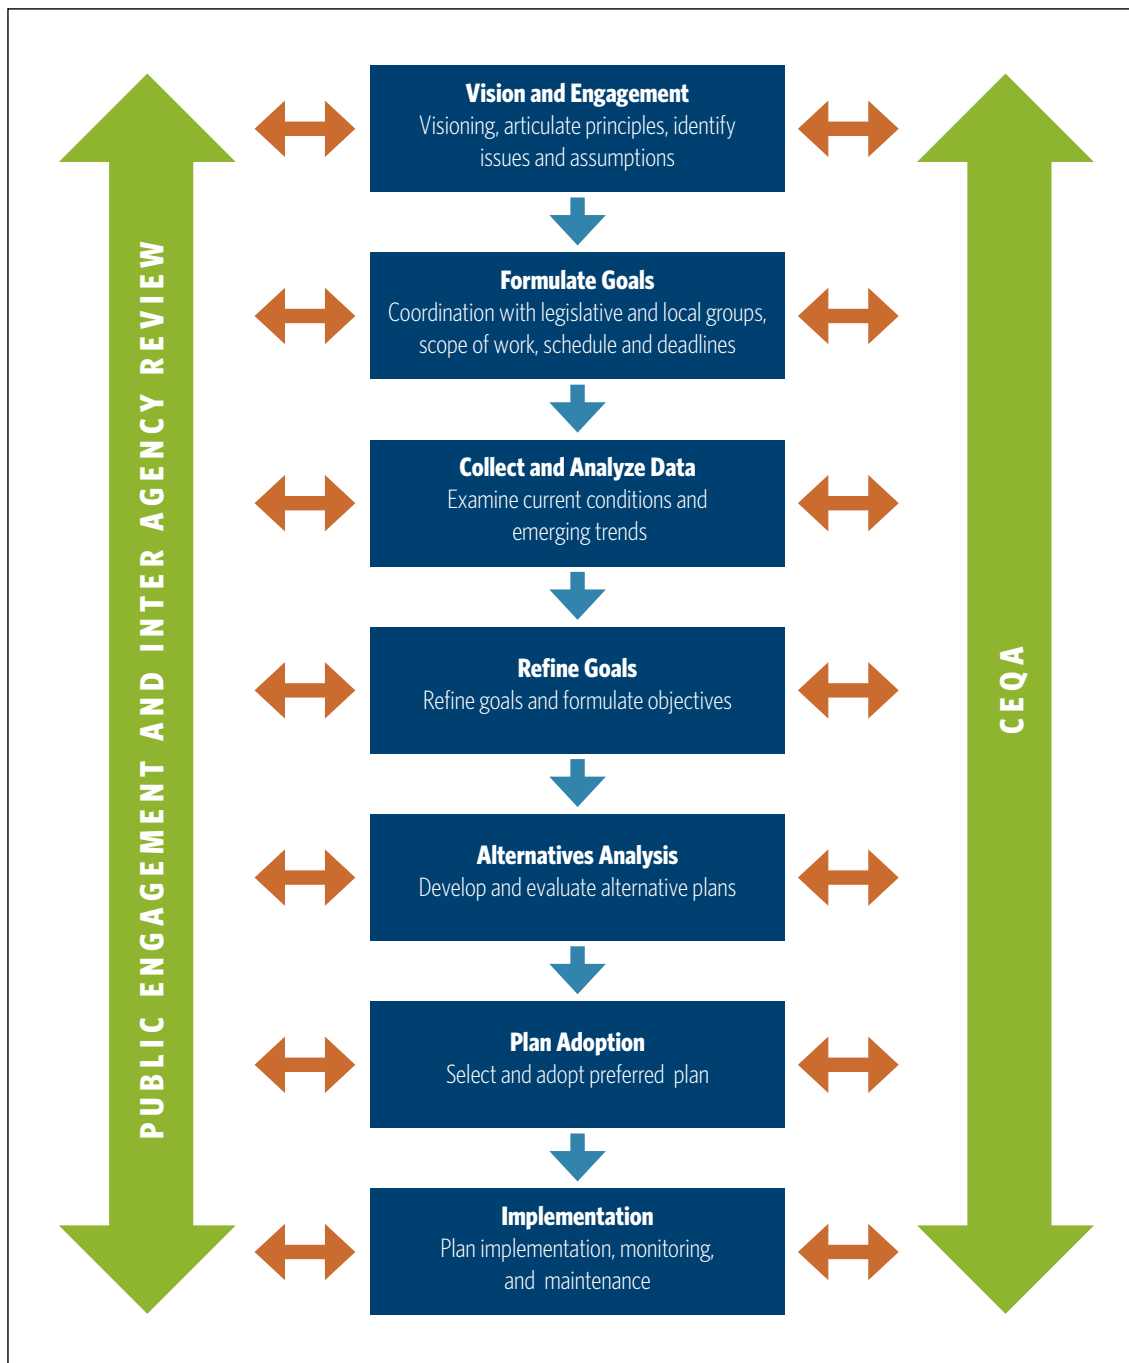 PUBLIC ENGAGEMENT AND INTER AGENCY REVIEW
Vision and Engagement
Visioning, articulate principles, identify
issues and assumptions
Formulate Goals
Coordination with legislative and local groups,
scope of work, schedule and deadlines
Collect and Analyze Data
Examine current conditions and
emerging trends
Refine Goals
Refine goals and formulate objectives
Alternatives Analysis
Develop and evaluate alternative plans
Plan Adoption
Select and adopt preferred plan
Implementation
Plan implementation, monitoring,
and maintenance
CEQA